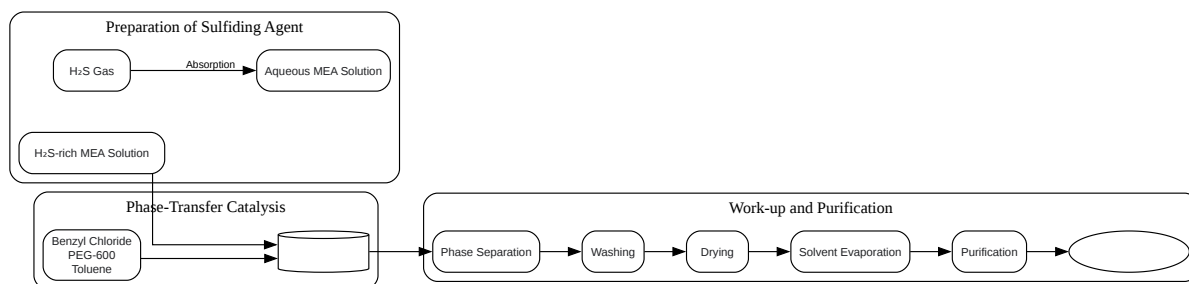 Preparation of Sulfiding Agent
H₂S Gas
Absorption
Aqueous MEA Solution
H₂S-rich MEA Solution
Phase-Transfer Catalysis
Benzyl Chloride
PEG-600
Toluene
Work-up and Purification
Phase Separation
Washing
Drying
Solvent Evaporation
Purification